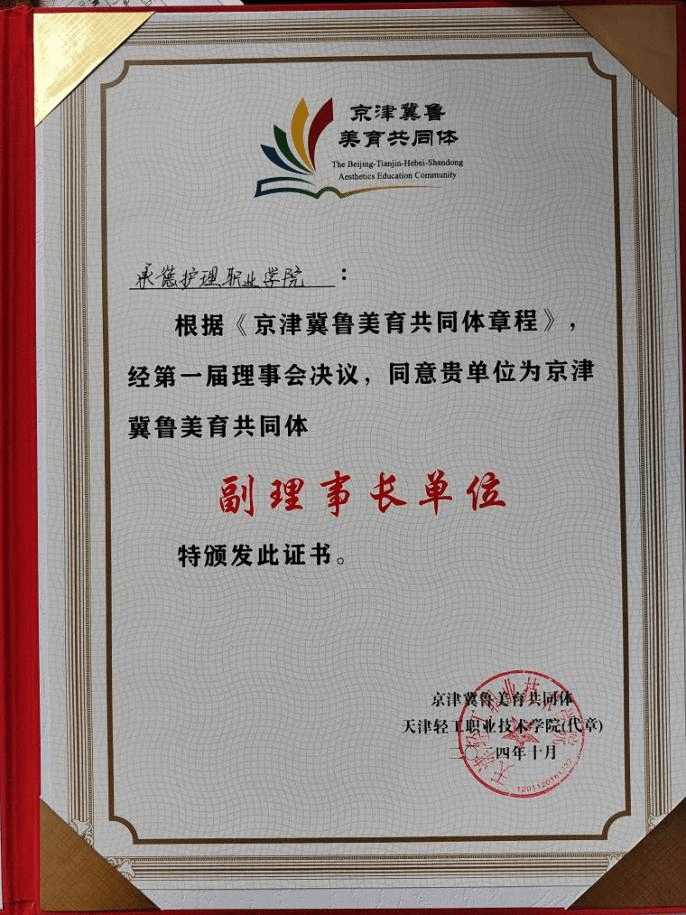 京津冀鲁
美育共同体
The Beijing-Tianjin-Hebei-Shandong
Aesthetics Education Community
承德护理职业学院：
根据《京津冀鲁美育共同体章程》，
经第一届理事会决议，同意贵单位为京津
冀鲁美育共同体
副理事长单位
特颁发此证书。
京津冀鲁美育共同体
天津轻工职业技术学院(代章)
四年十月